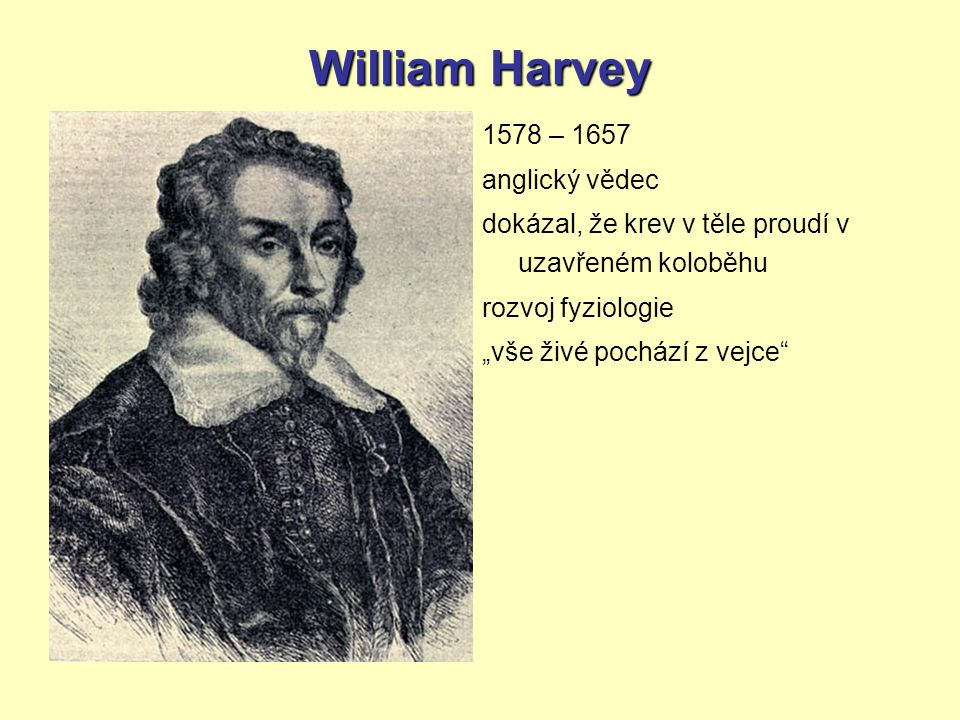 William Harvey
1578 – 1657
anglický vědec
dokázal, že krev v těle proudí v
uzavřeném koloběhu
rozvoj fyziologie
„vše živé pochází z vejce“